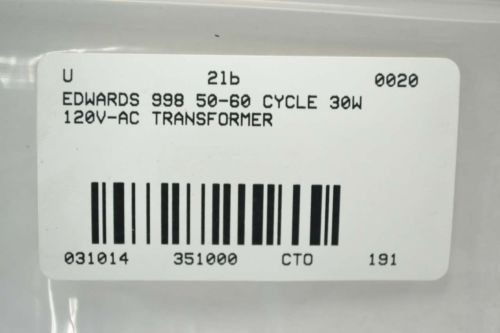 U 21b 0020
EDWARDS 998 50-60 CYCLE 30W
120V-AC TRANSFORMER
031014 351000 CTO 191